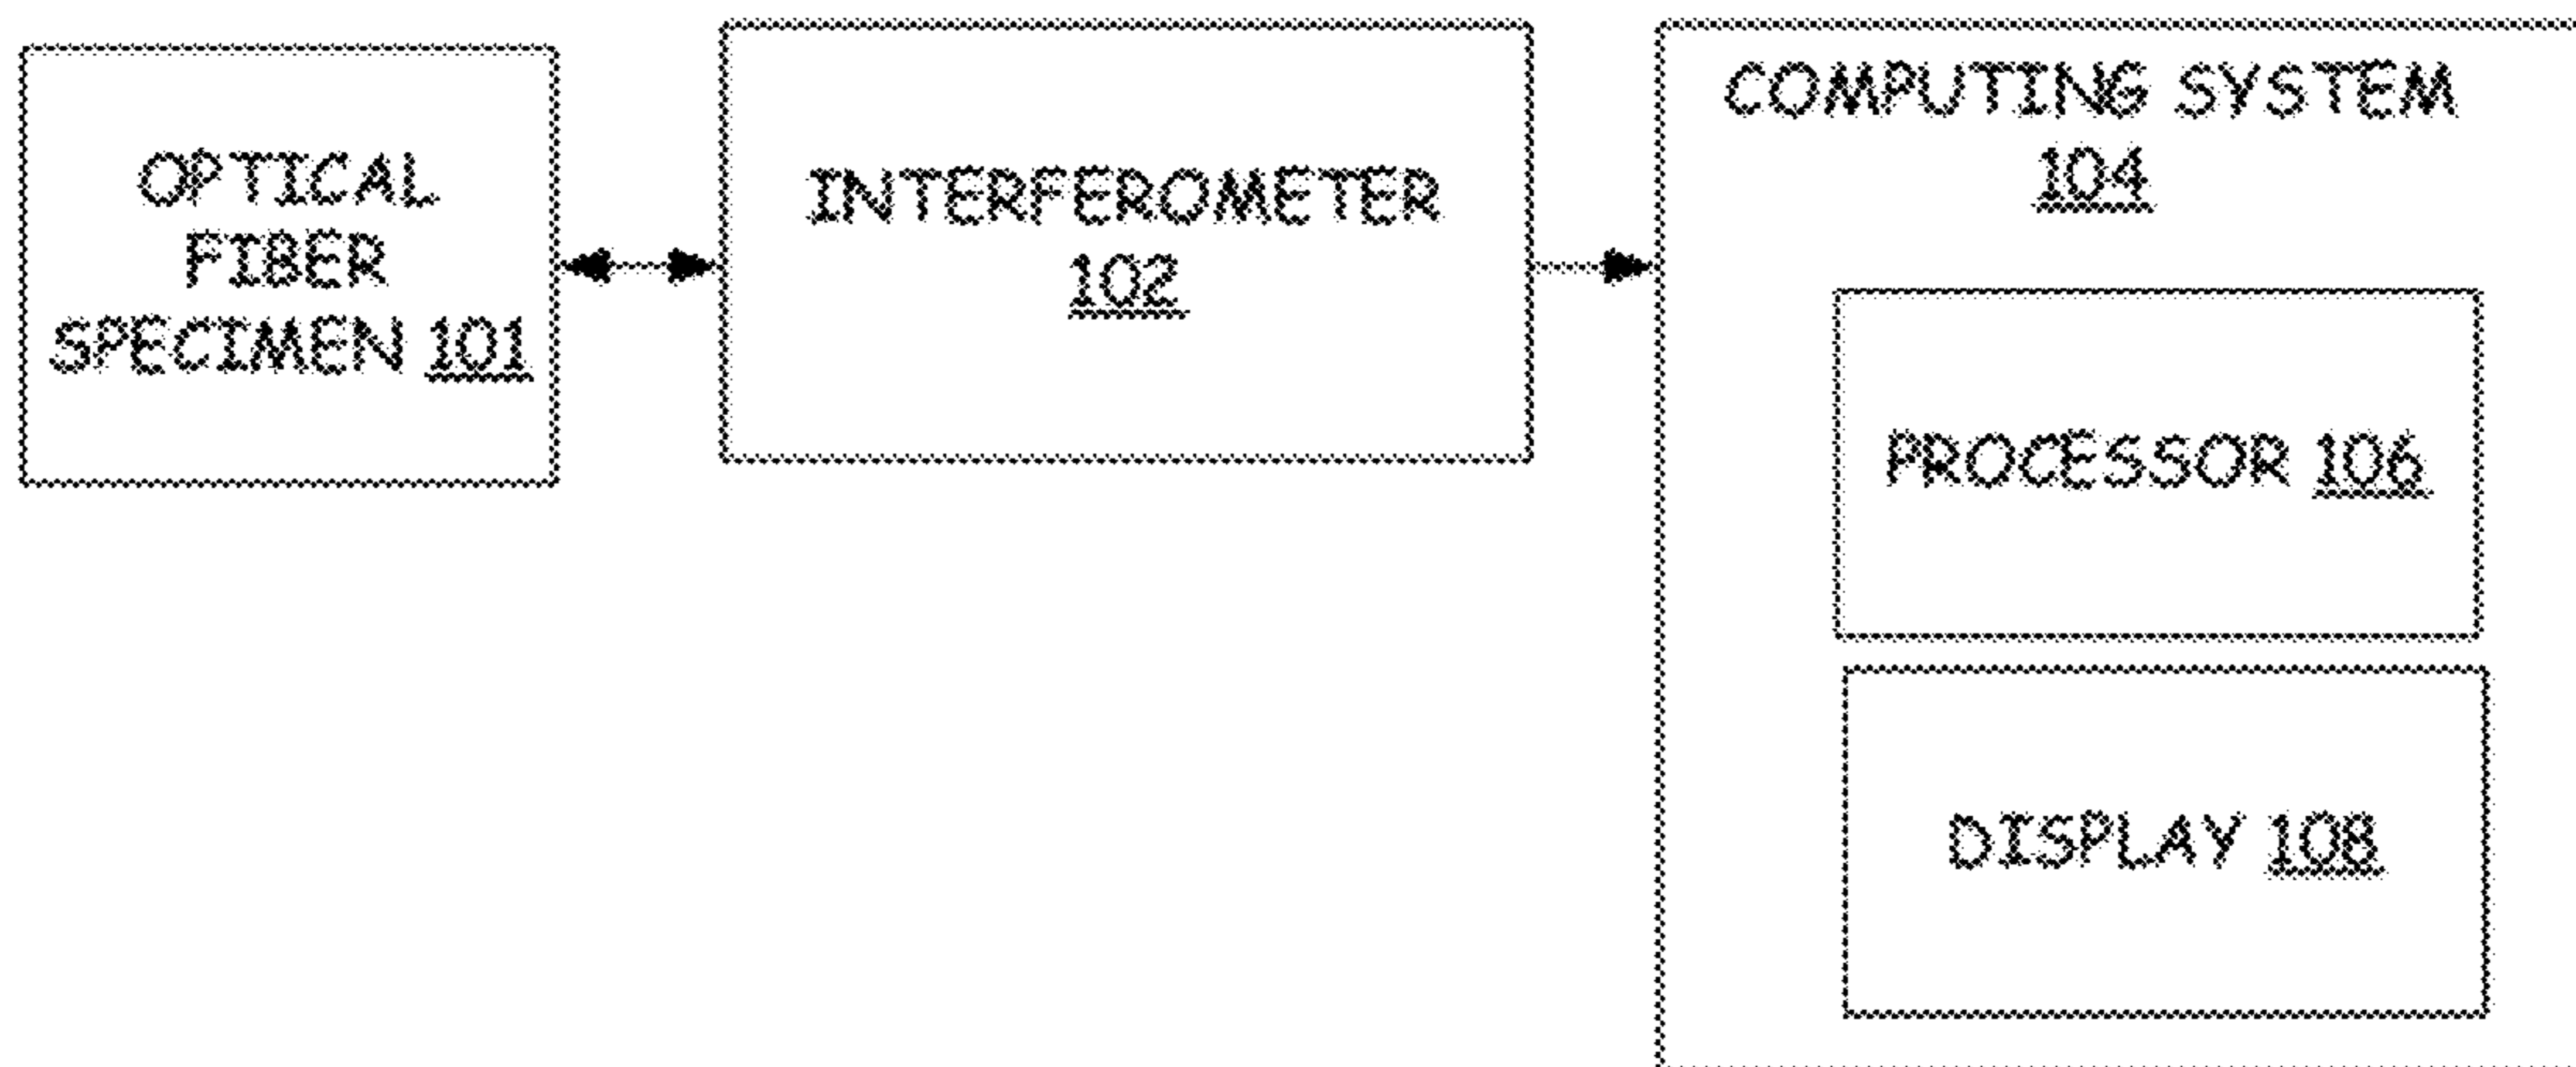 OPTICAL
FIBER
SPECIMEN 101
INTERFEROMETER
102
COMPUTING SYSTEM
104
PROCESSOR 106
DISPLAY 108